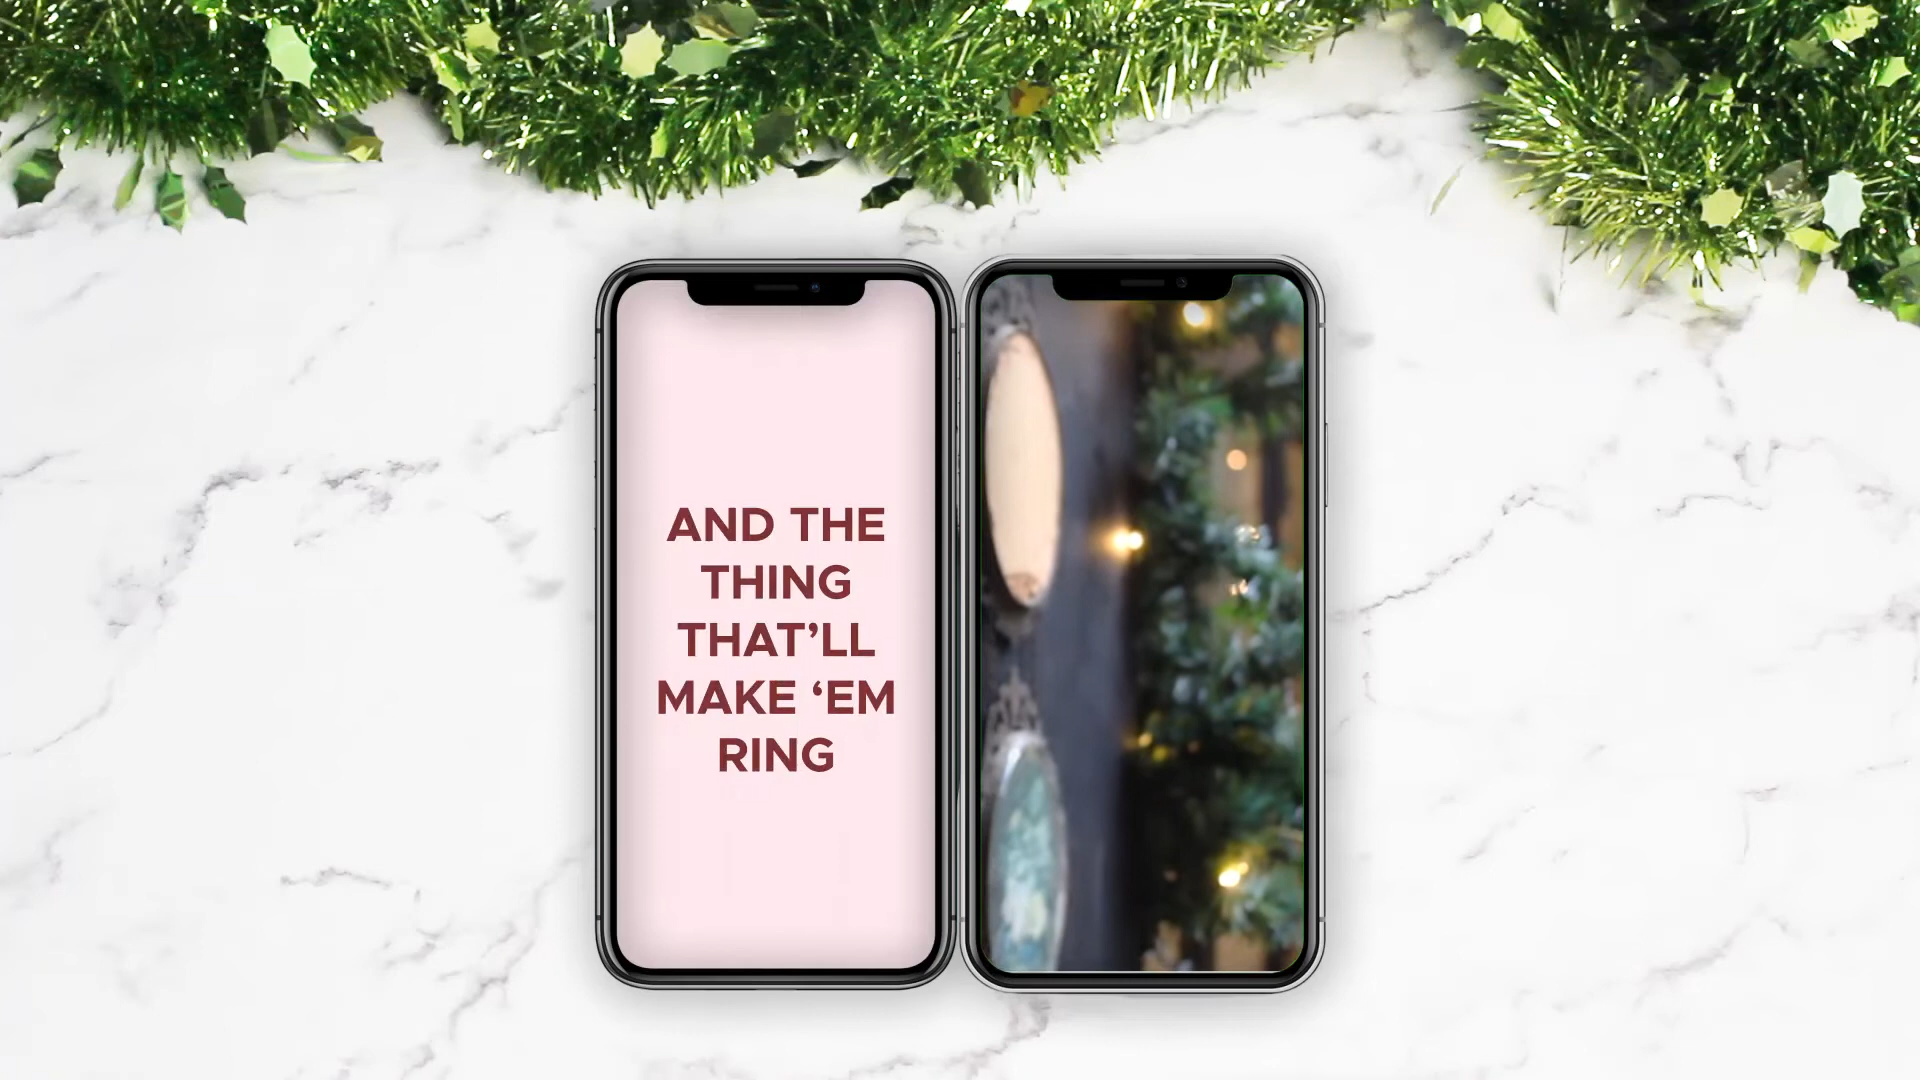 AND THE
THING
THAT’LL
MAKE ‘EM
RING